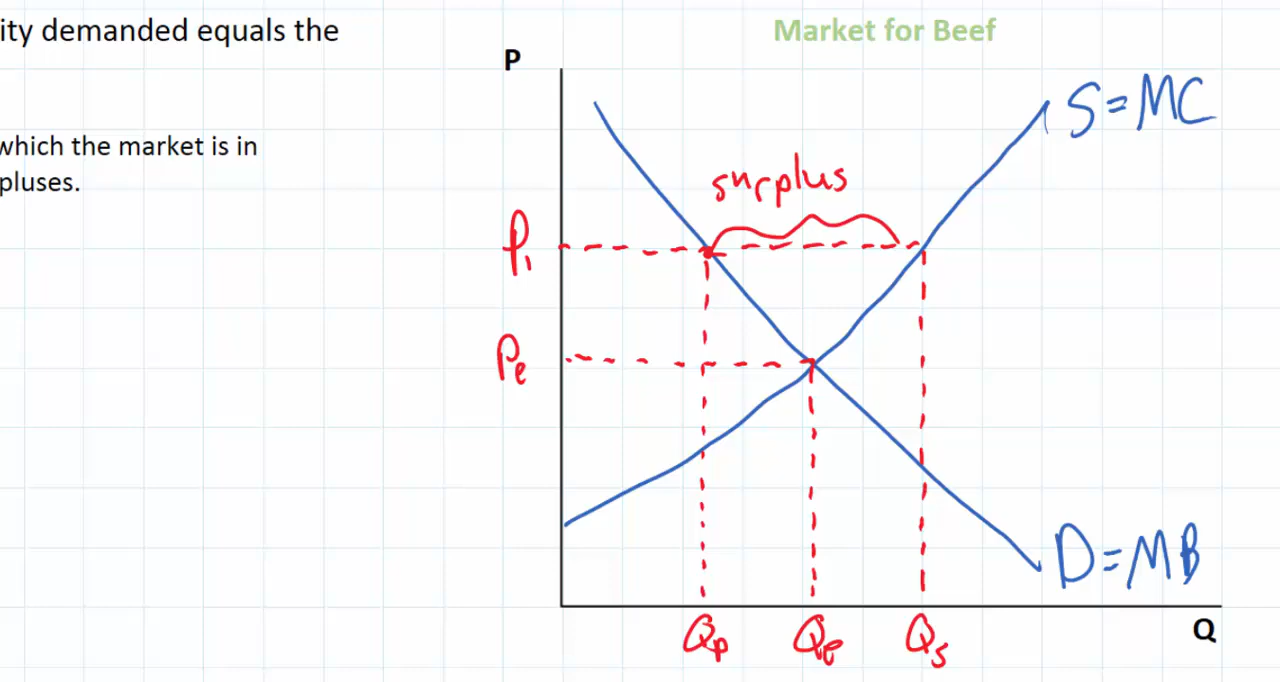 ity demanded equals the
Market for Beef
P
S=MC
which the market is in
pluses.
surplus
P1
Pe
D=MB
Qp Qe Qs
Q